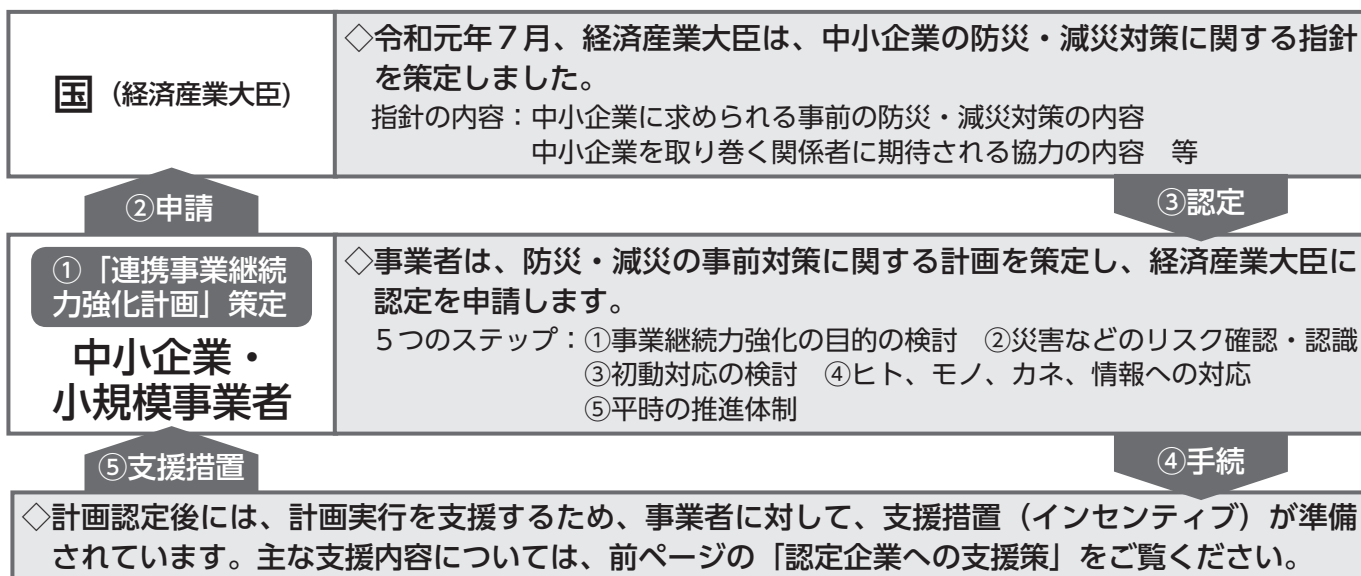 国（経済産業大臣）
◇令和元年７月、経済産業大臣は、中小企業の防災・減災対策に関する指針
を策定しました。
指針の内容：中小企業に求められる事前の防災・減災対策の内容
中小企業を取り巻く関係者に期待される協力の内容　等
②申請
③認定
①「連携事業継続
力強化計画」策定
中小企業・
小規模事業者
◇事業者は、防災・減災の事前対策に関する計画を策定し、経済産業大臣に
認定を申請します。
５つのステップ：①事業継続力強化の目的の検討　②災害などのリスク確認・認識
③初動対応の検討　④ヒト、モノ、カネ、情報への対応
⑤平時の推進体制
⑤支援措置
④手続
◇計画認定後には、計画実行を支援するため、事業者に対して、支援措置（インセンティブ）が準備
されています。主な支援内容については、前ページの「認定企業への支援策」をご覧ください。